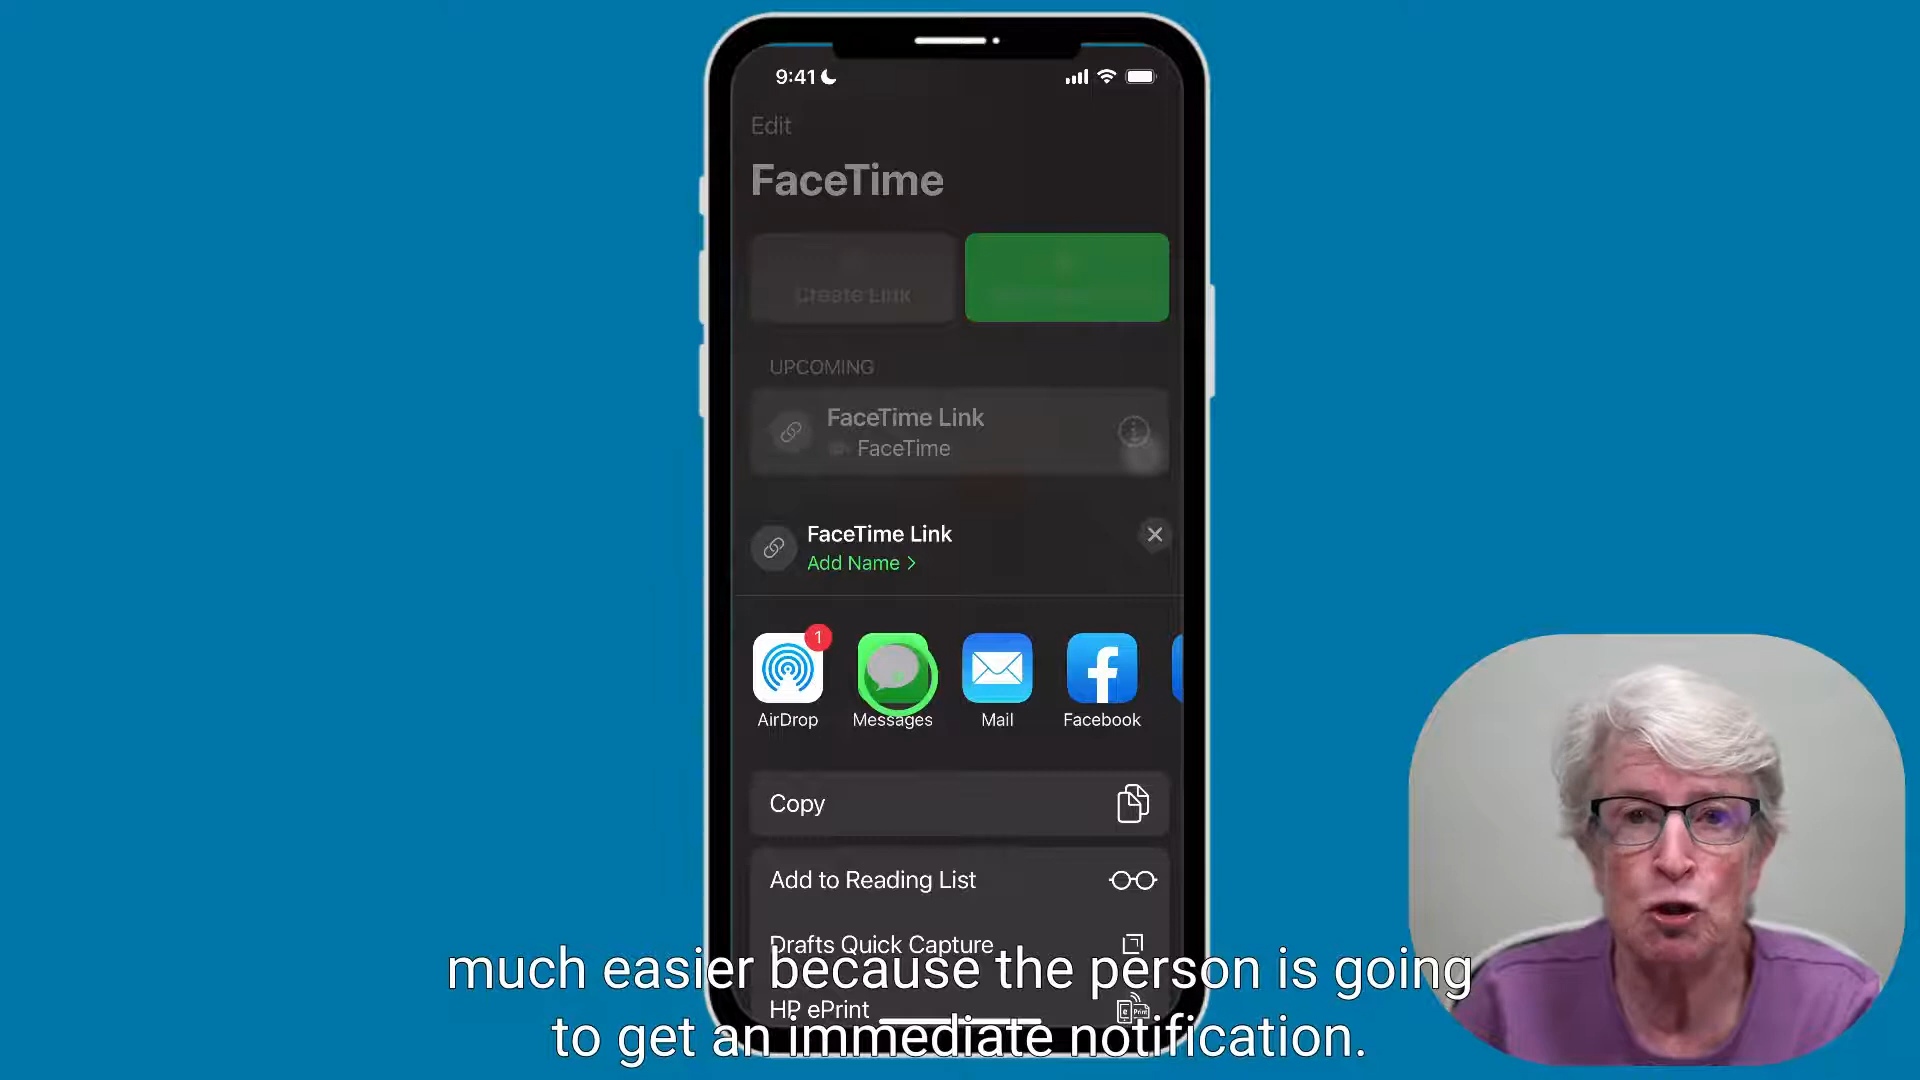 9:41
Edit
FaceTime
Create Link
UPCOMING
FaceTime Link
FaceTime
FaceTime Link
Add Name >
1
AirDrop
Messages
Mail
Facebook
Copy
Add to Reading List
Drafts Quick Capture
HP ePrint
much easier because the person is going
to get an immediate notification.